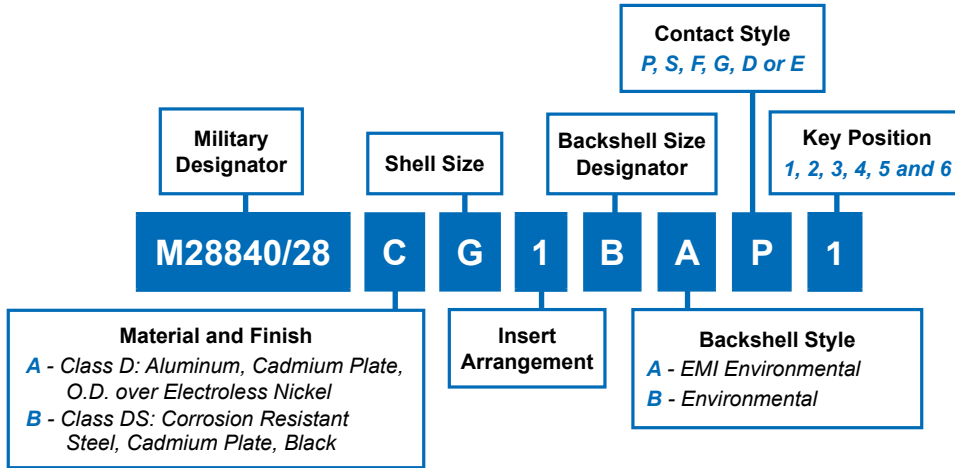 Contact Style
P, S, F, G, D or E
Military
Designator
Shell Size
Backshell Size
Designator
Key Position
1, 2, 3, 4, 5 and 6
M28840/28 C G 1 B A P 1
Material and Finish
A - Class D: Aluminum, Cadmium Plate,
O.D. over Electroless Nickel
B - Class DS: Corrosion Resistant
Steel, Cadmium Plate, Black
Insert
Arrangement
Backshell Style
A - EMI Environmental
B - Environmental